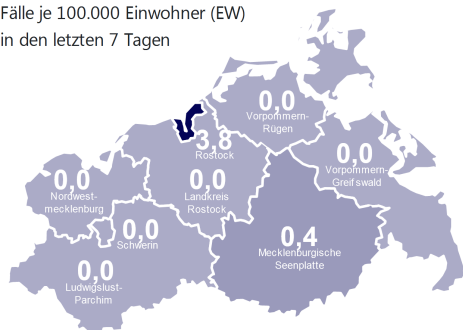 Fälle je 100.000 Einwohner (EW)
in den letzten 7 Tagen
0,0
Vorpommern-
Rügen
3,8
Rostock
0,0
Vorpommern-
Greifswald
0,0
Nordwest-
mecklenburg
0,0
Landkreis
Rostock
0,0
Schwerin
0,4
Mecklenburgische
Seenplatte
0,0
Ludwigslust-
Parchim